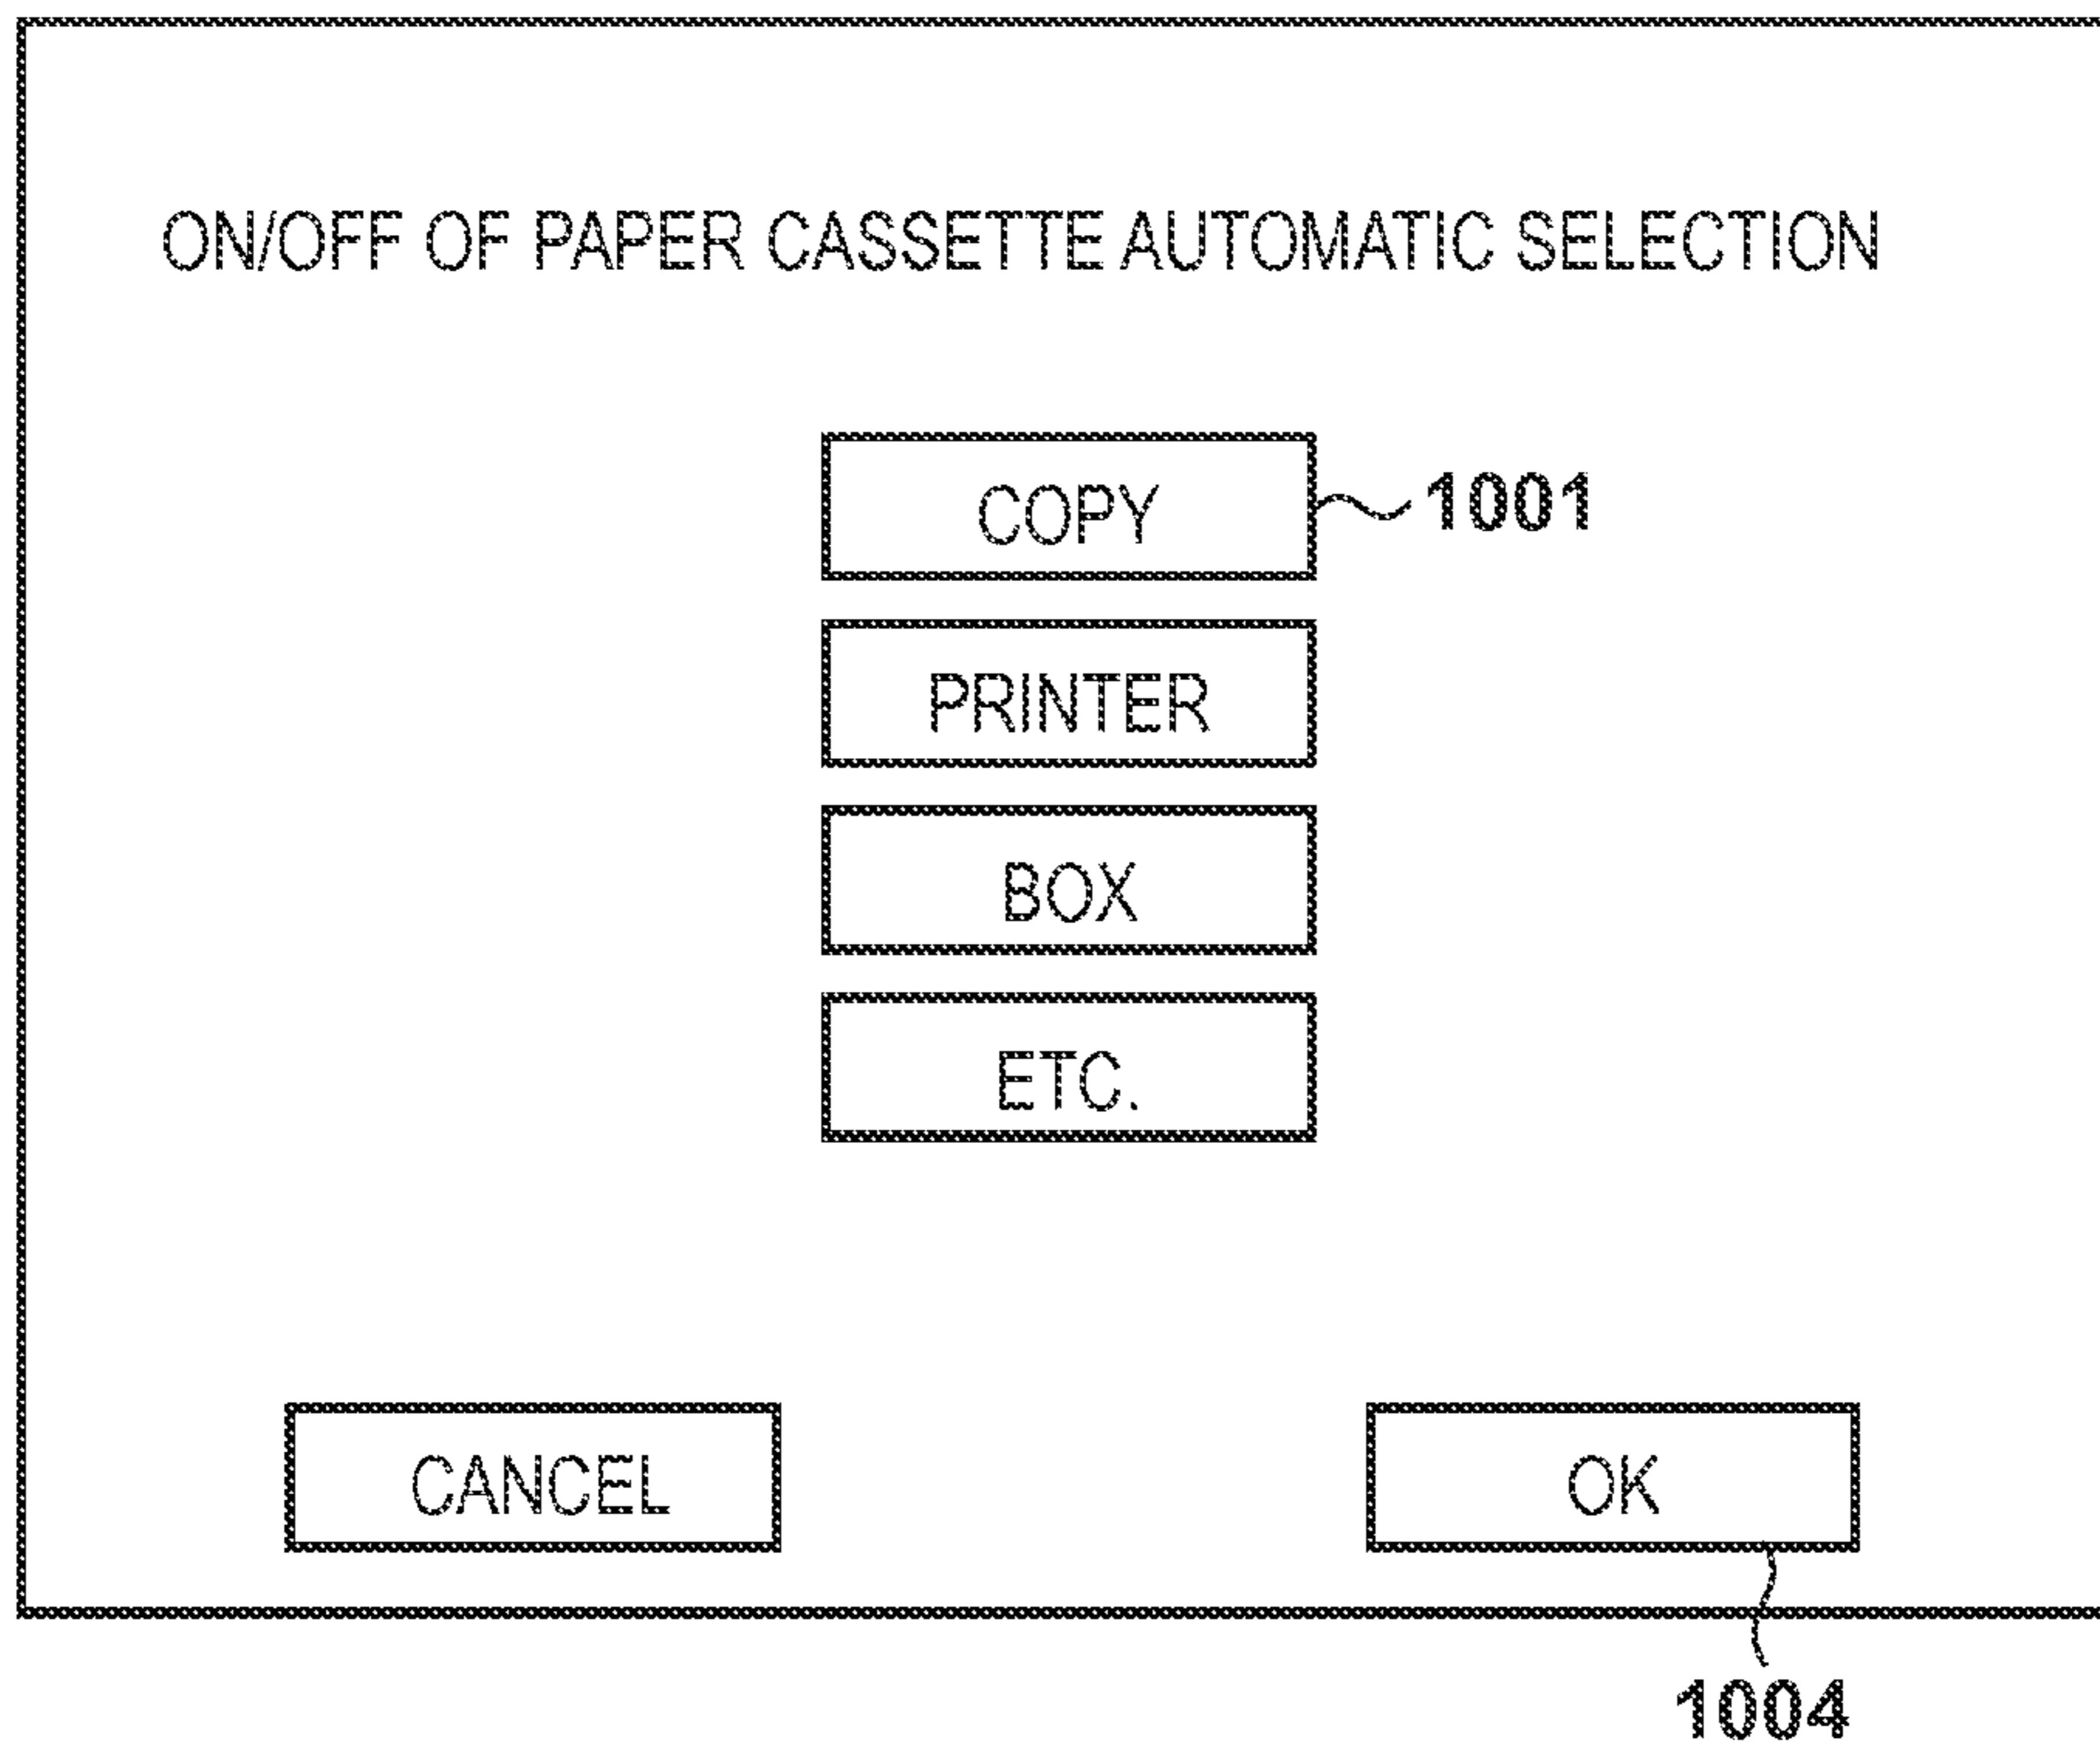 ON/OFF OF PAPER CASSETTE AUTOMATIC SELECTION
COPY
1001
PRINTER
BOX
ETC.
CANCEL
OK
1004